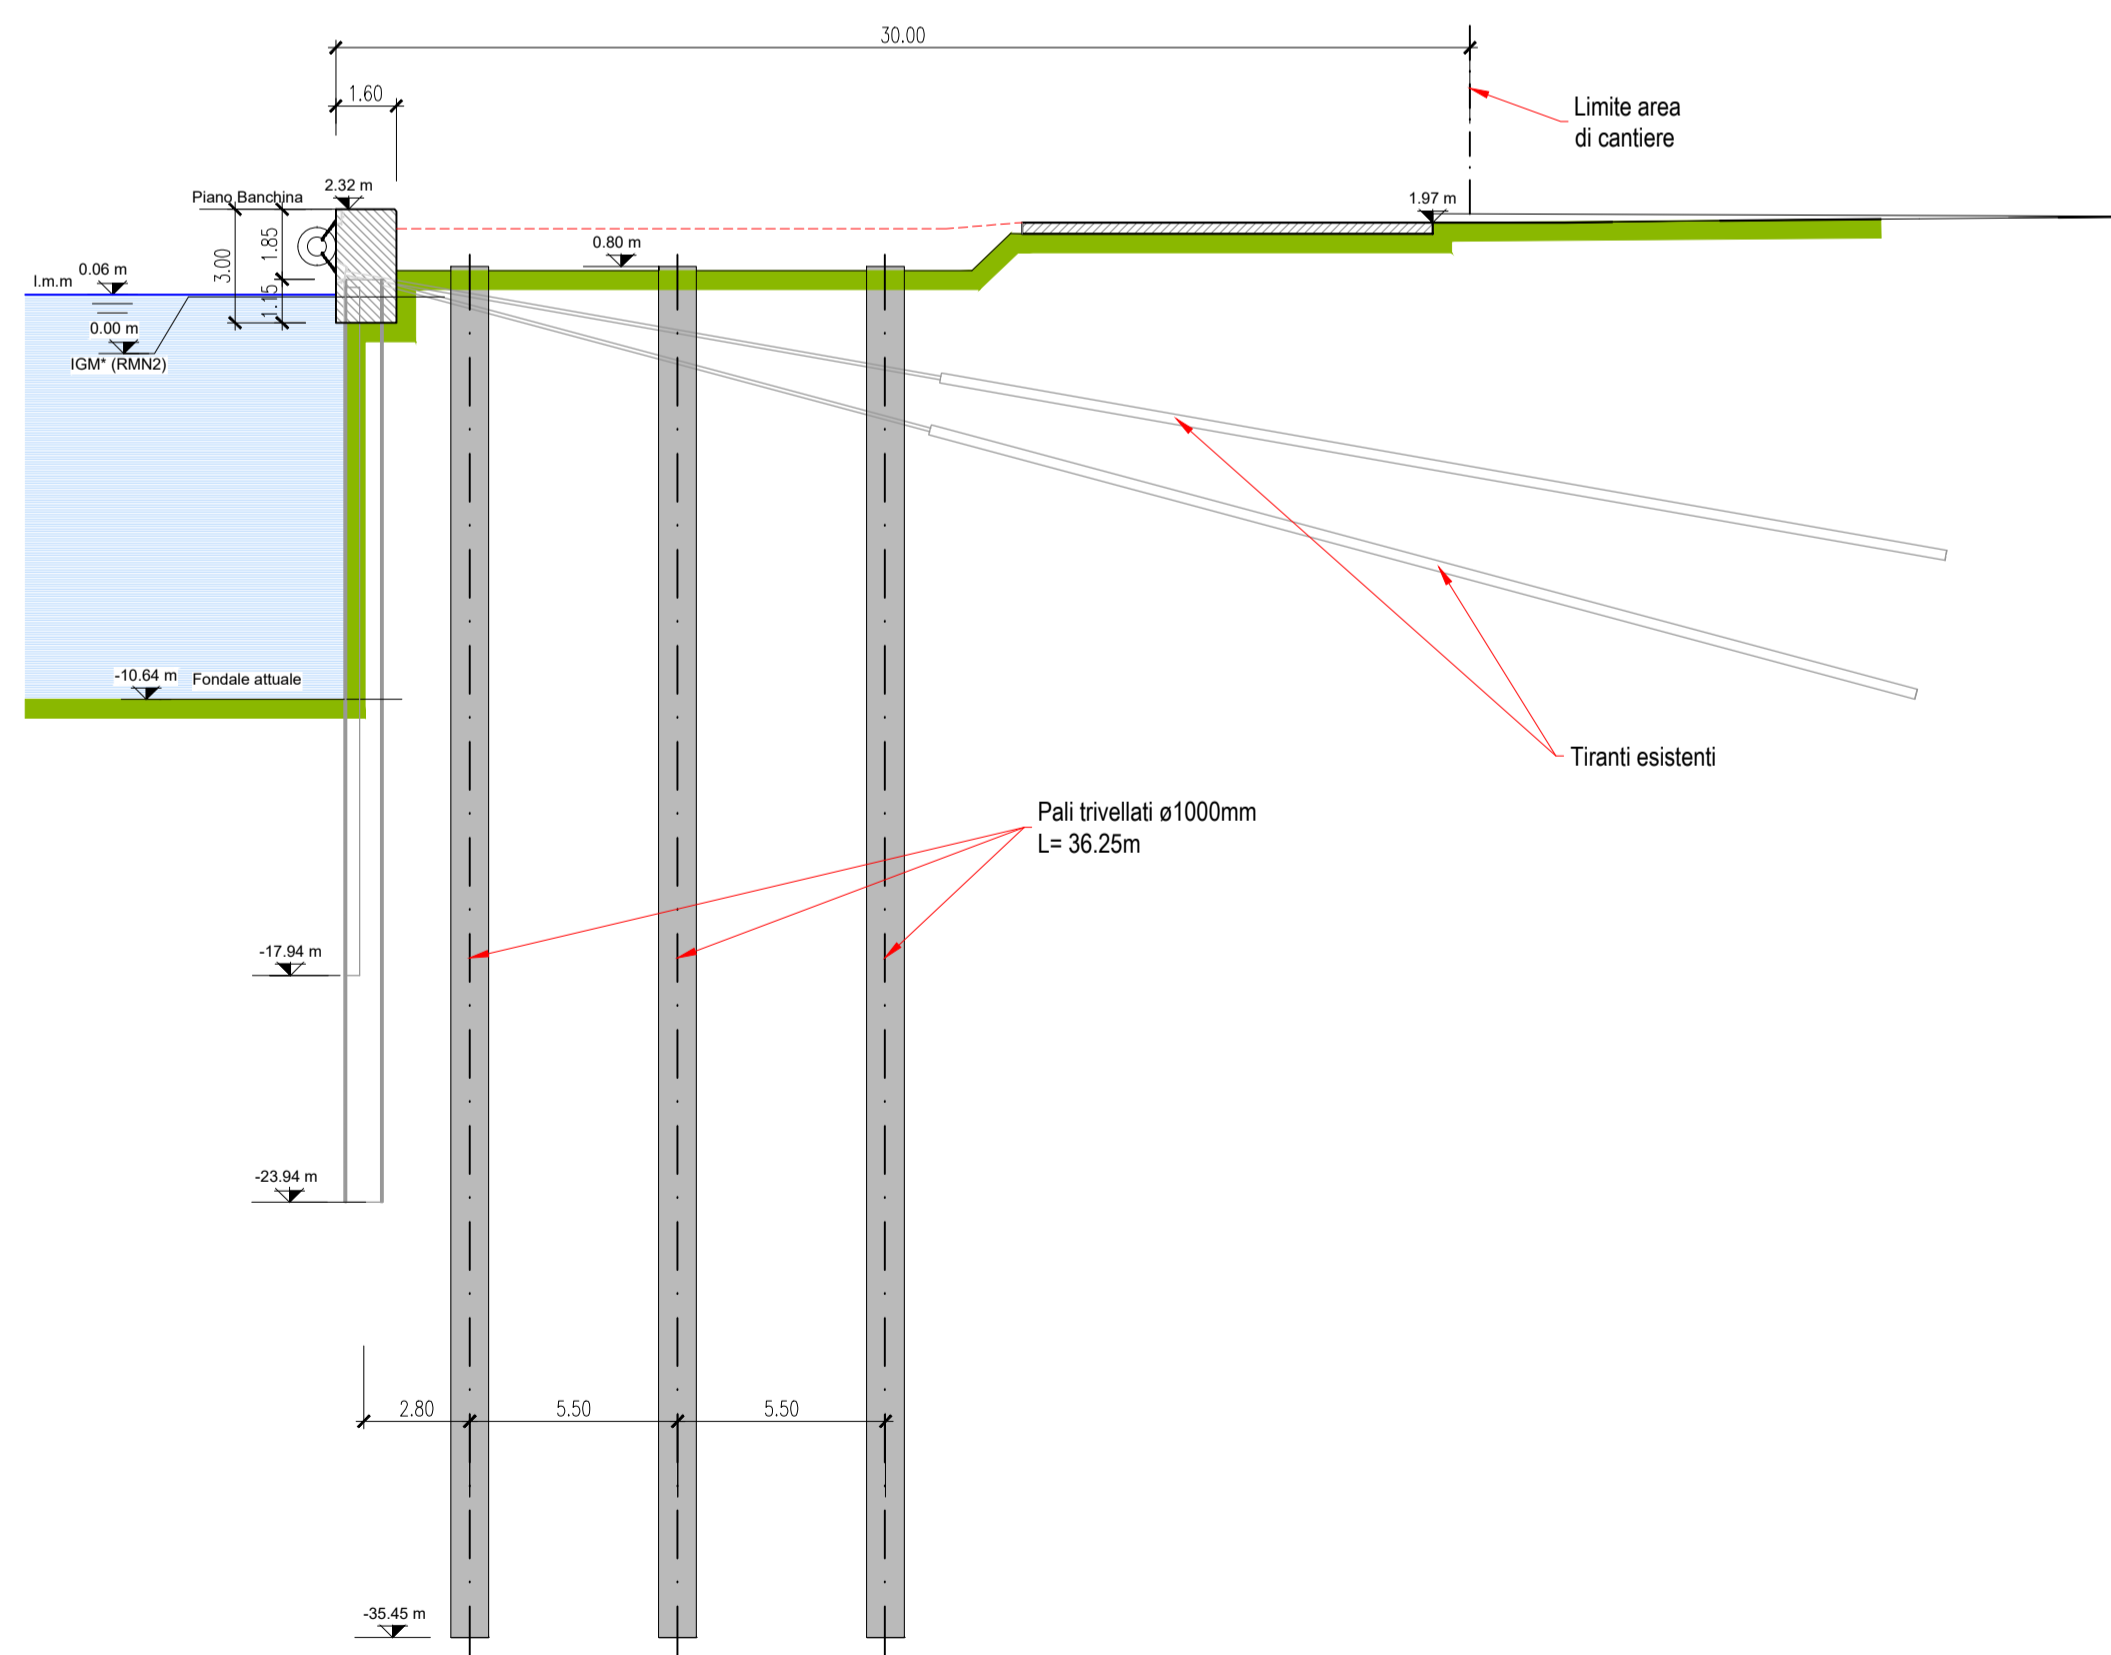 30.00
1.60
Limite area
di cantiere
Piano Banchina
2.32 m
1.97 m
1.85
3.00
0.80 m
l.m.m
0.06 m
1.15
0.00 m
IGM* (RMN2)
-10.64 m
Fondale attuale
Tiranti esistenti
Pali trivellati ø1000mm
L= 36.25m
-17.94 m
-23.94 m
2.80
5.50
5.50
-35.45 m